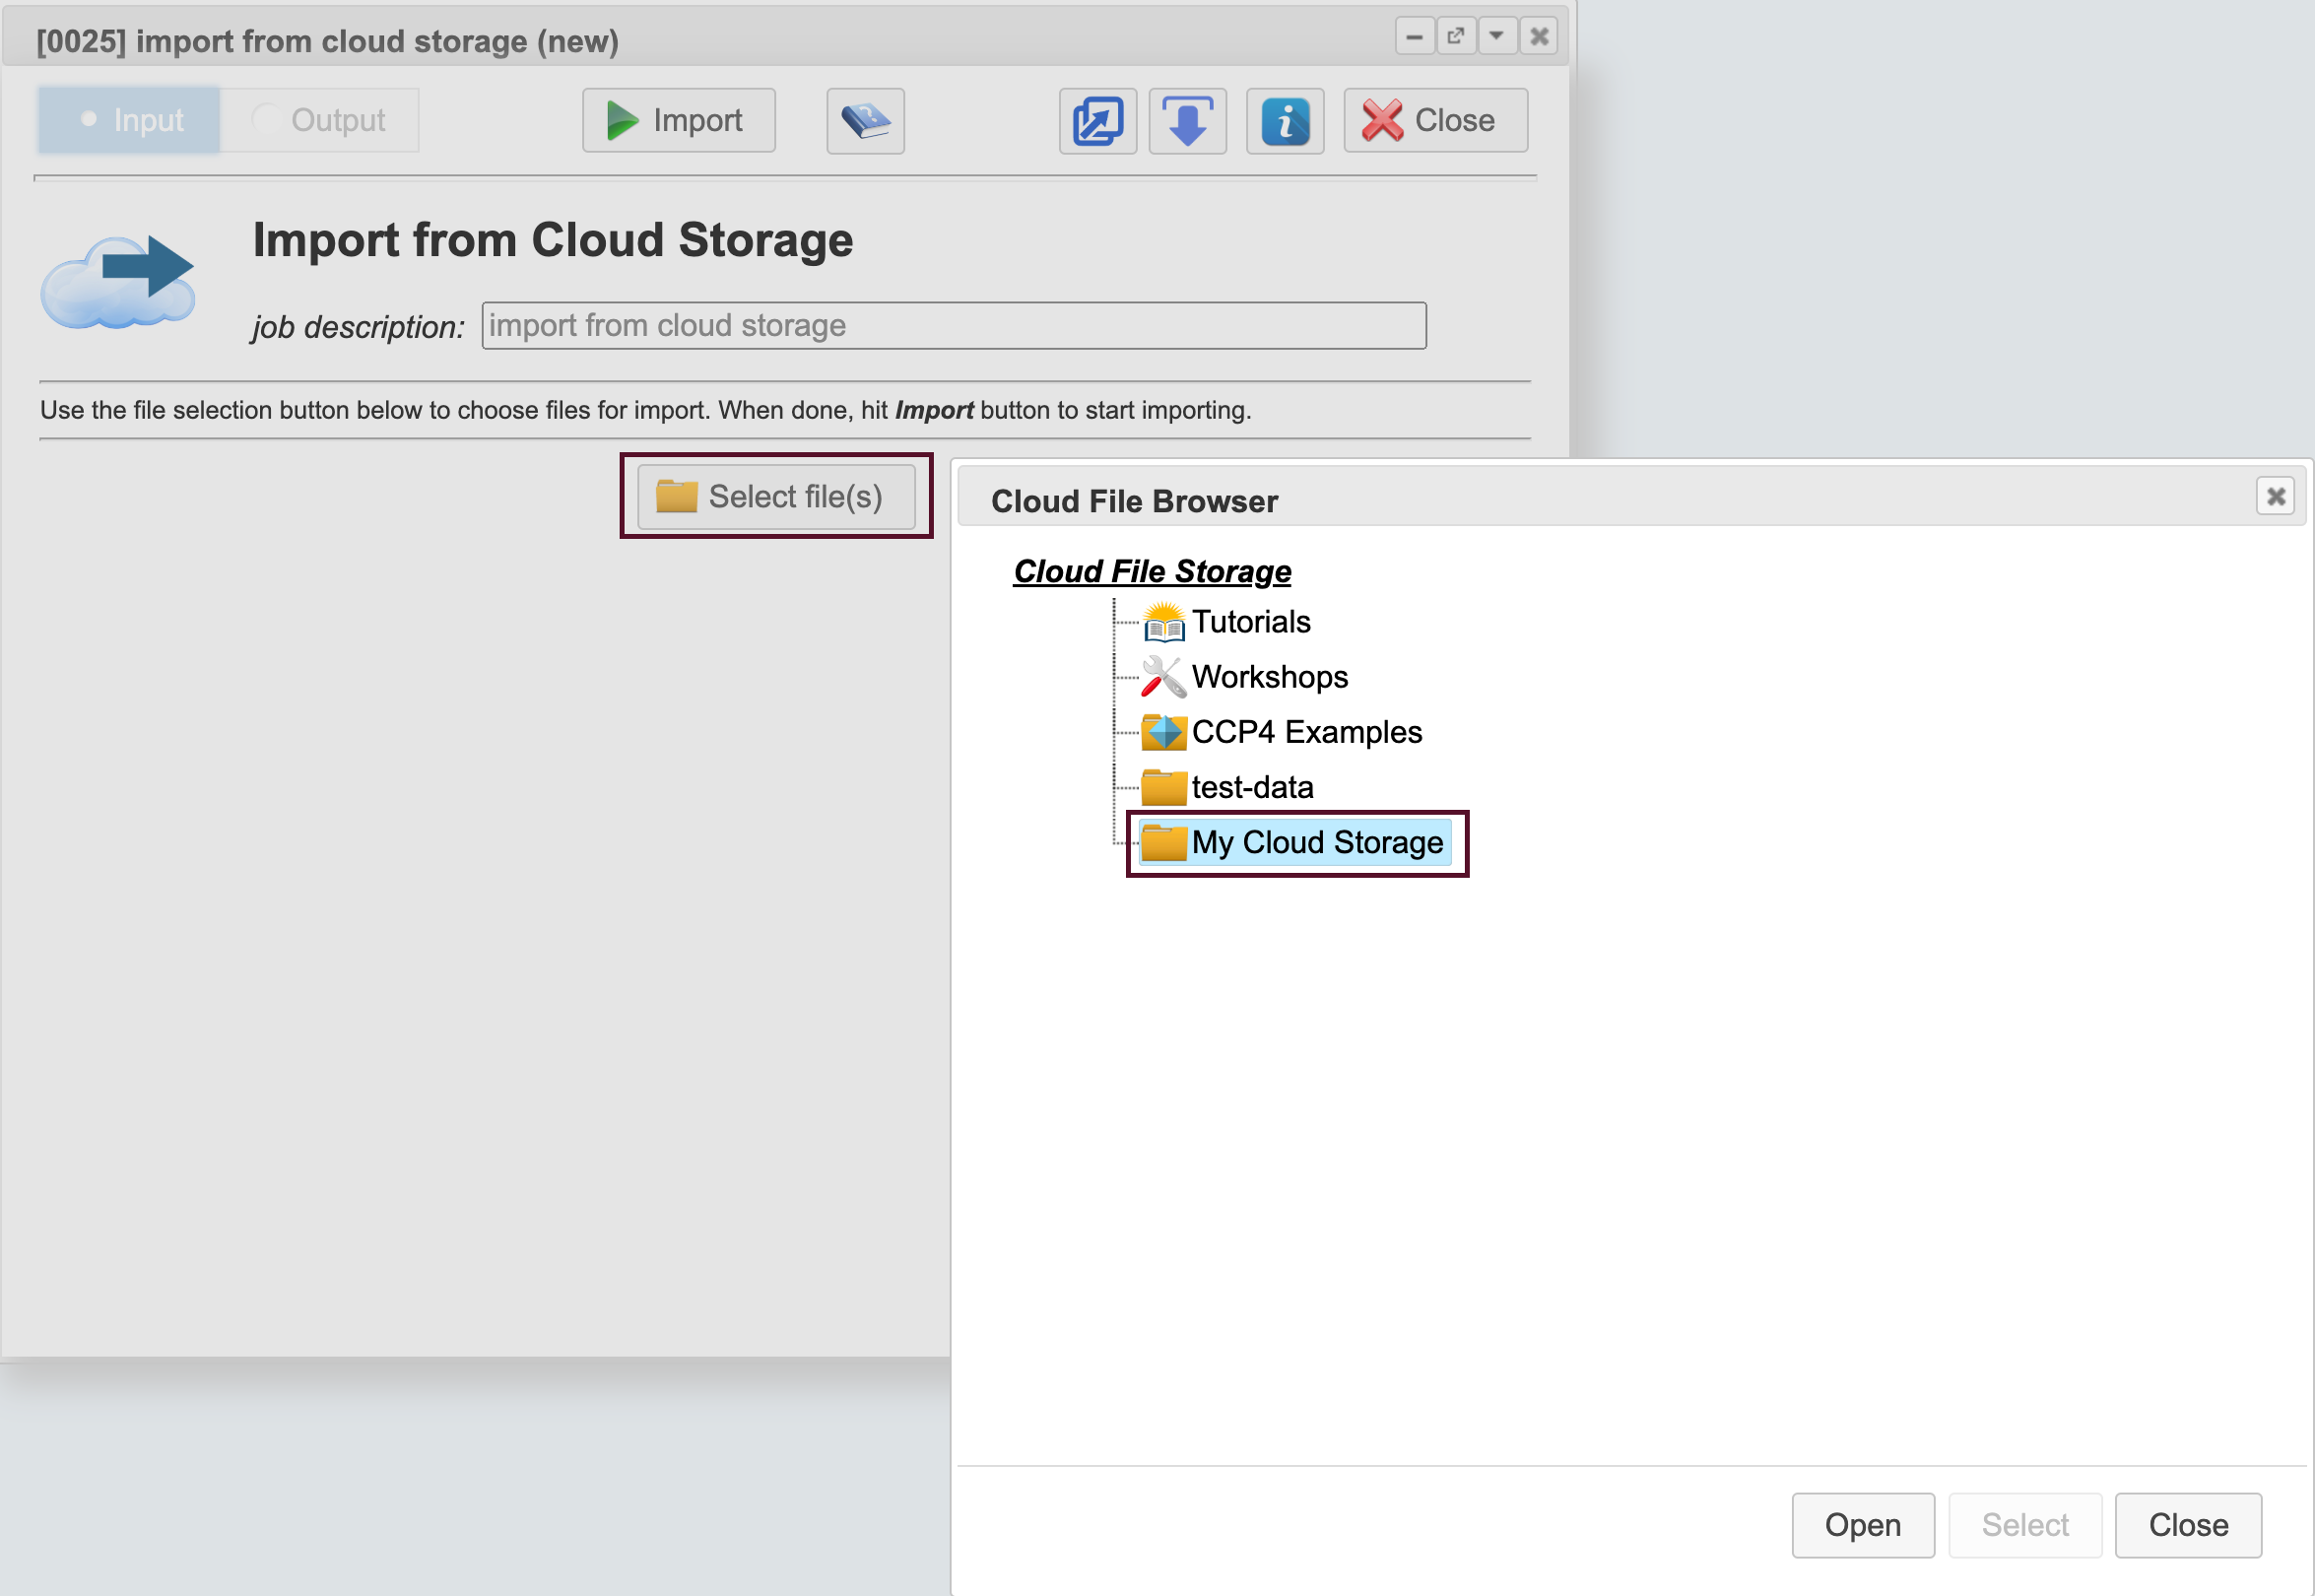 [0025] import from cloud storage (new)
Input Output Import Close
Import from Cloud Storage
job description: import from cloud storage
Use the file selection button below to choose files for import. When done, hit Import button to start importing.
Select file(s)
Cloud File Browser
Cloud File Storage
Tutorials
Workshops
CCP4 Examples
test-data
My Cloud Storage
Open Select Close